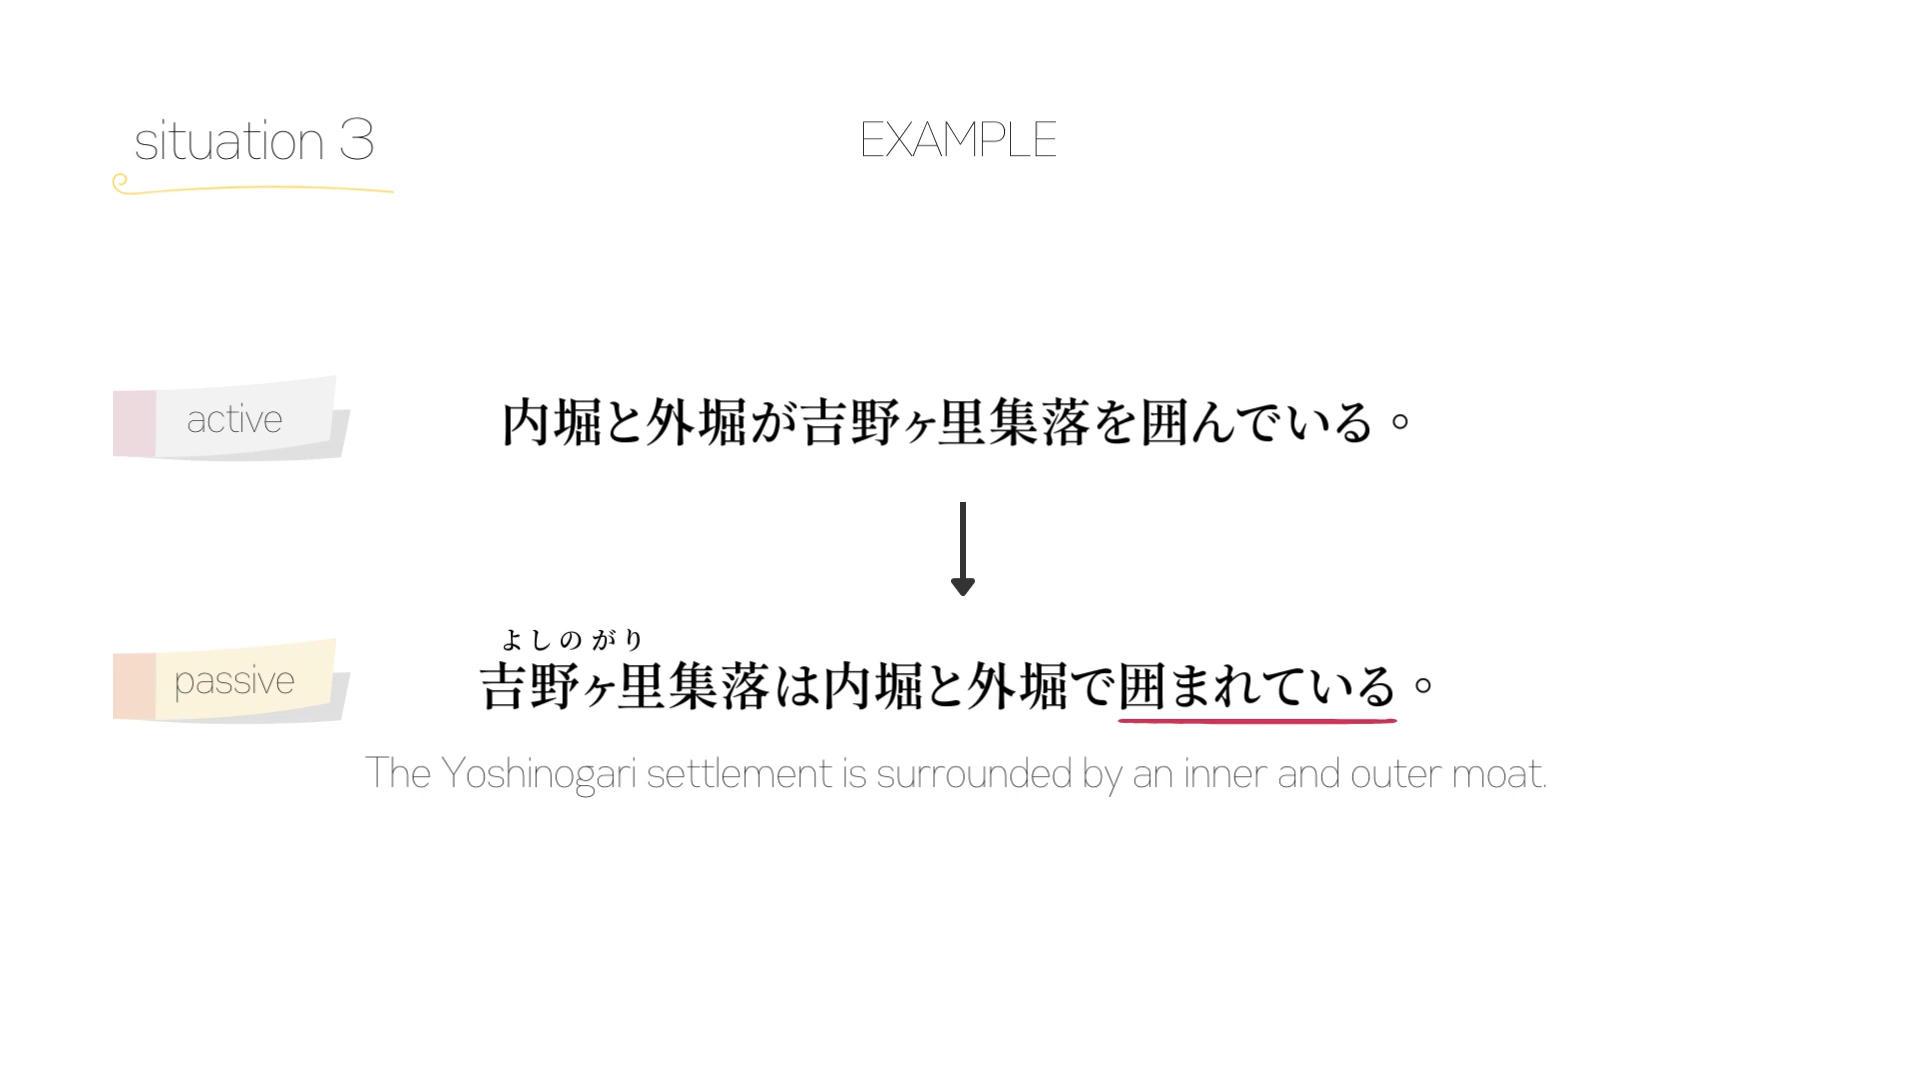 situation 3
EXAMPLE
active
内堀と外堀が吉野ヶ里集落を囲んでいる。
passive
よしのがり
吉野ヶ里集落は内堀と外堀で囲まれている。
The Yoshinogari settlement is surrounded by an inner and outer moat.